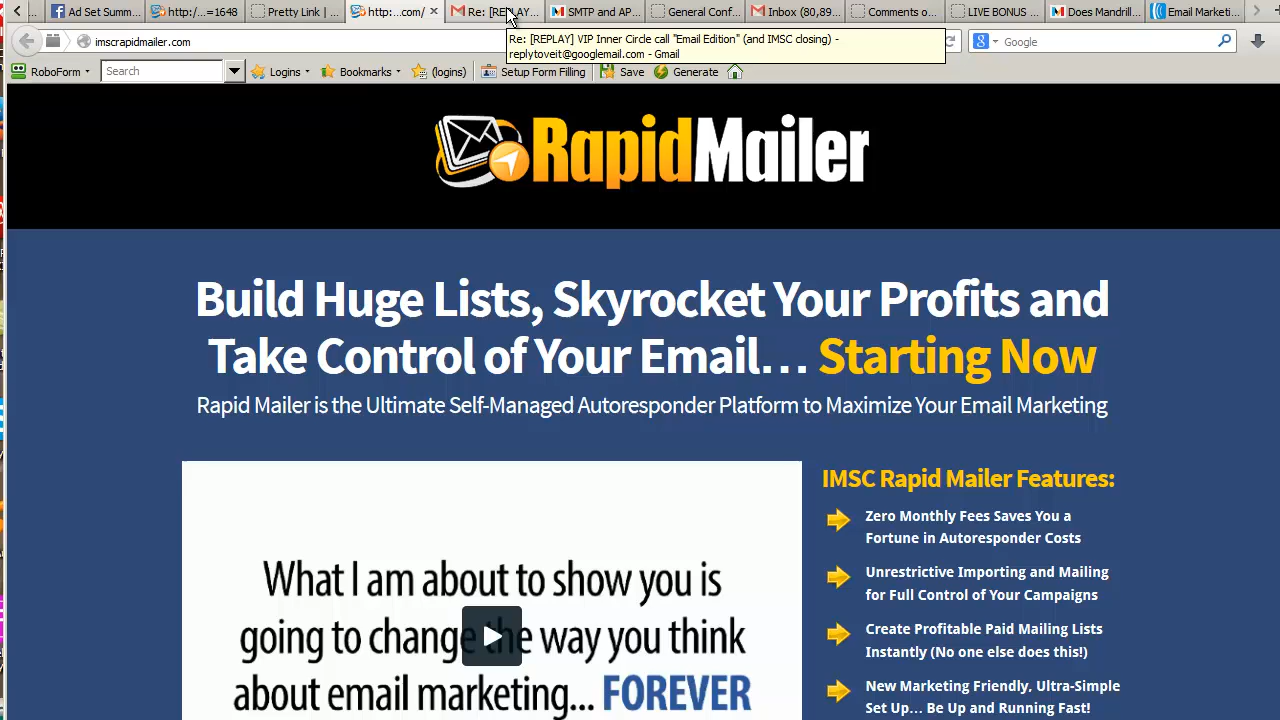 Ad Set Summ...
http:/...=1648
Pretty Link |...
http:...com/
Re: [REPLAY]...
SMTP and AP...
General Conf...
Inbox (80,89...
Comments o...
LIVE BONUS ...
Does Mandrill...
Email Marketi...
imscrapidmailer.com
Google
Re: [REPLAY] VIP Inner Circle call "Email Edition" (and IMSC closing) -
replytoveit@googlemail.com - Gmail
RoboForm
Search
Logins
Bookmarks
(logins)
Setup Form Filling
Save
Generate
RapidMailer
Build Huge Lists, Skyrocket Your Profits and
Take Control of Your Email... Starting Now
Rapid Mailer is the Ultimate Self-Managed Autoresponder Platform to Maximize Your Email Marketing
What I am about to show you is
going to change the way you think
about email marketing... FOREVER
IMSC Rapid Mailer Features:
Zero Monthly Fees Saves You a
Fortune in Autoresponder Costs
Unrestrictive Importing and Mailing
for Full Control of Your Campaigns
Create Profitable Paid Mailing Lists
Instantly (No one else does this!)
New Marketing Friendly, Ultra-Simple
Set Up... Be Up and Running Fast!